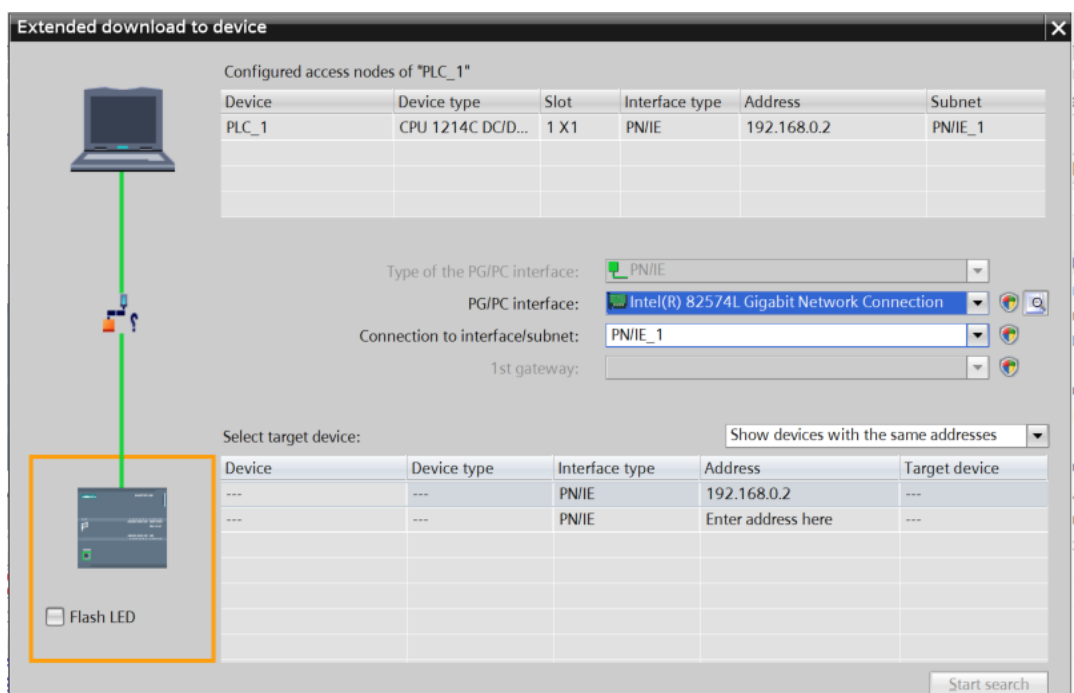 Extended download to device
Configured access nodes of "PLC_1"
Device Device type Slot Interface type Address Subnet
PLC_1 CPU 1214C DC/D... 1 X1 PN/IE 192.168.0.2 PN/IE_1
Type of the PG/PC interface: PN/IE
PG/PC interface: Intel(R) 82574L Gigabit Network Connection
Connection to interface/subnet: PN/IE_1
1st gateway:
Select target device: Show devices with the same addresses
Device Device type Interface type Address Target device
--- --- PN/IE 192.168.0.2 ---
--- --- PN/IE Enter address here ---
Flash LED
Start search